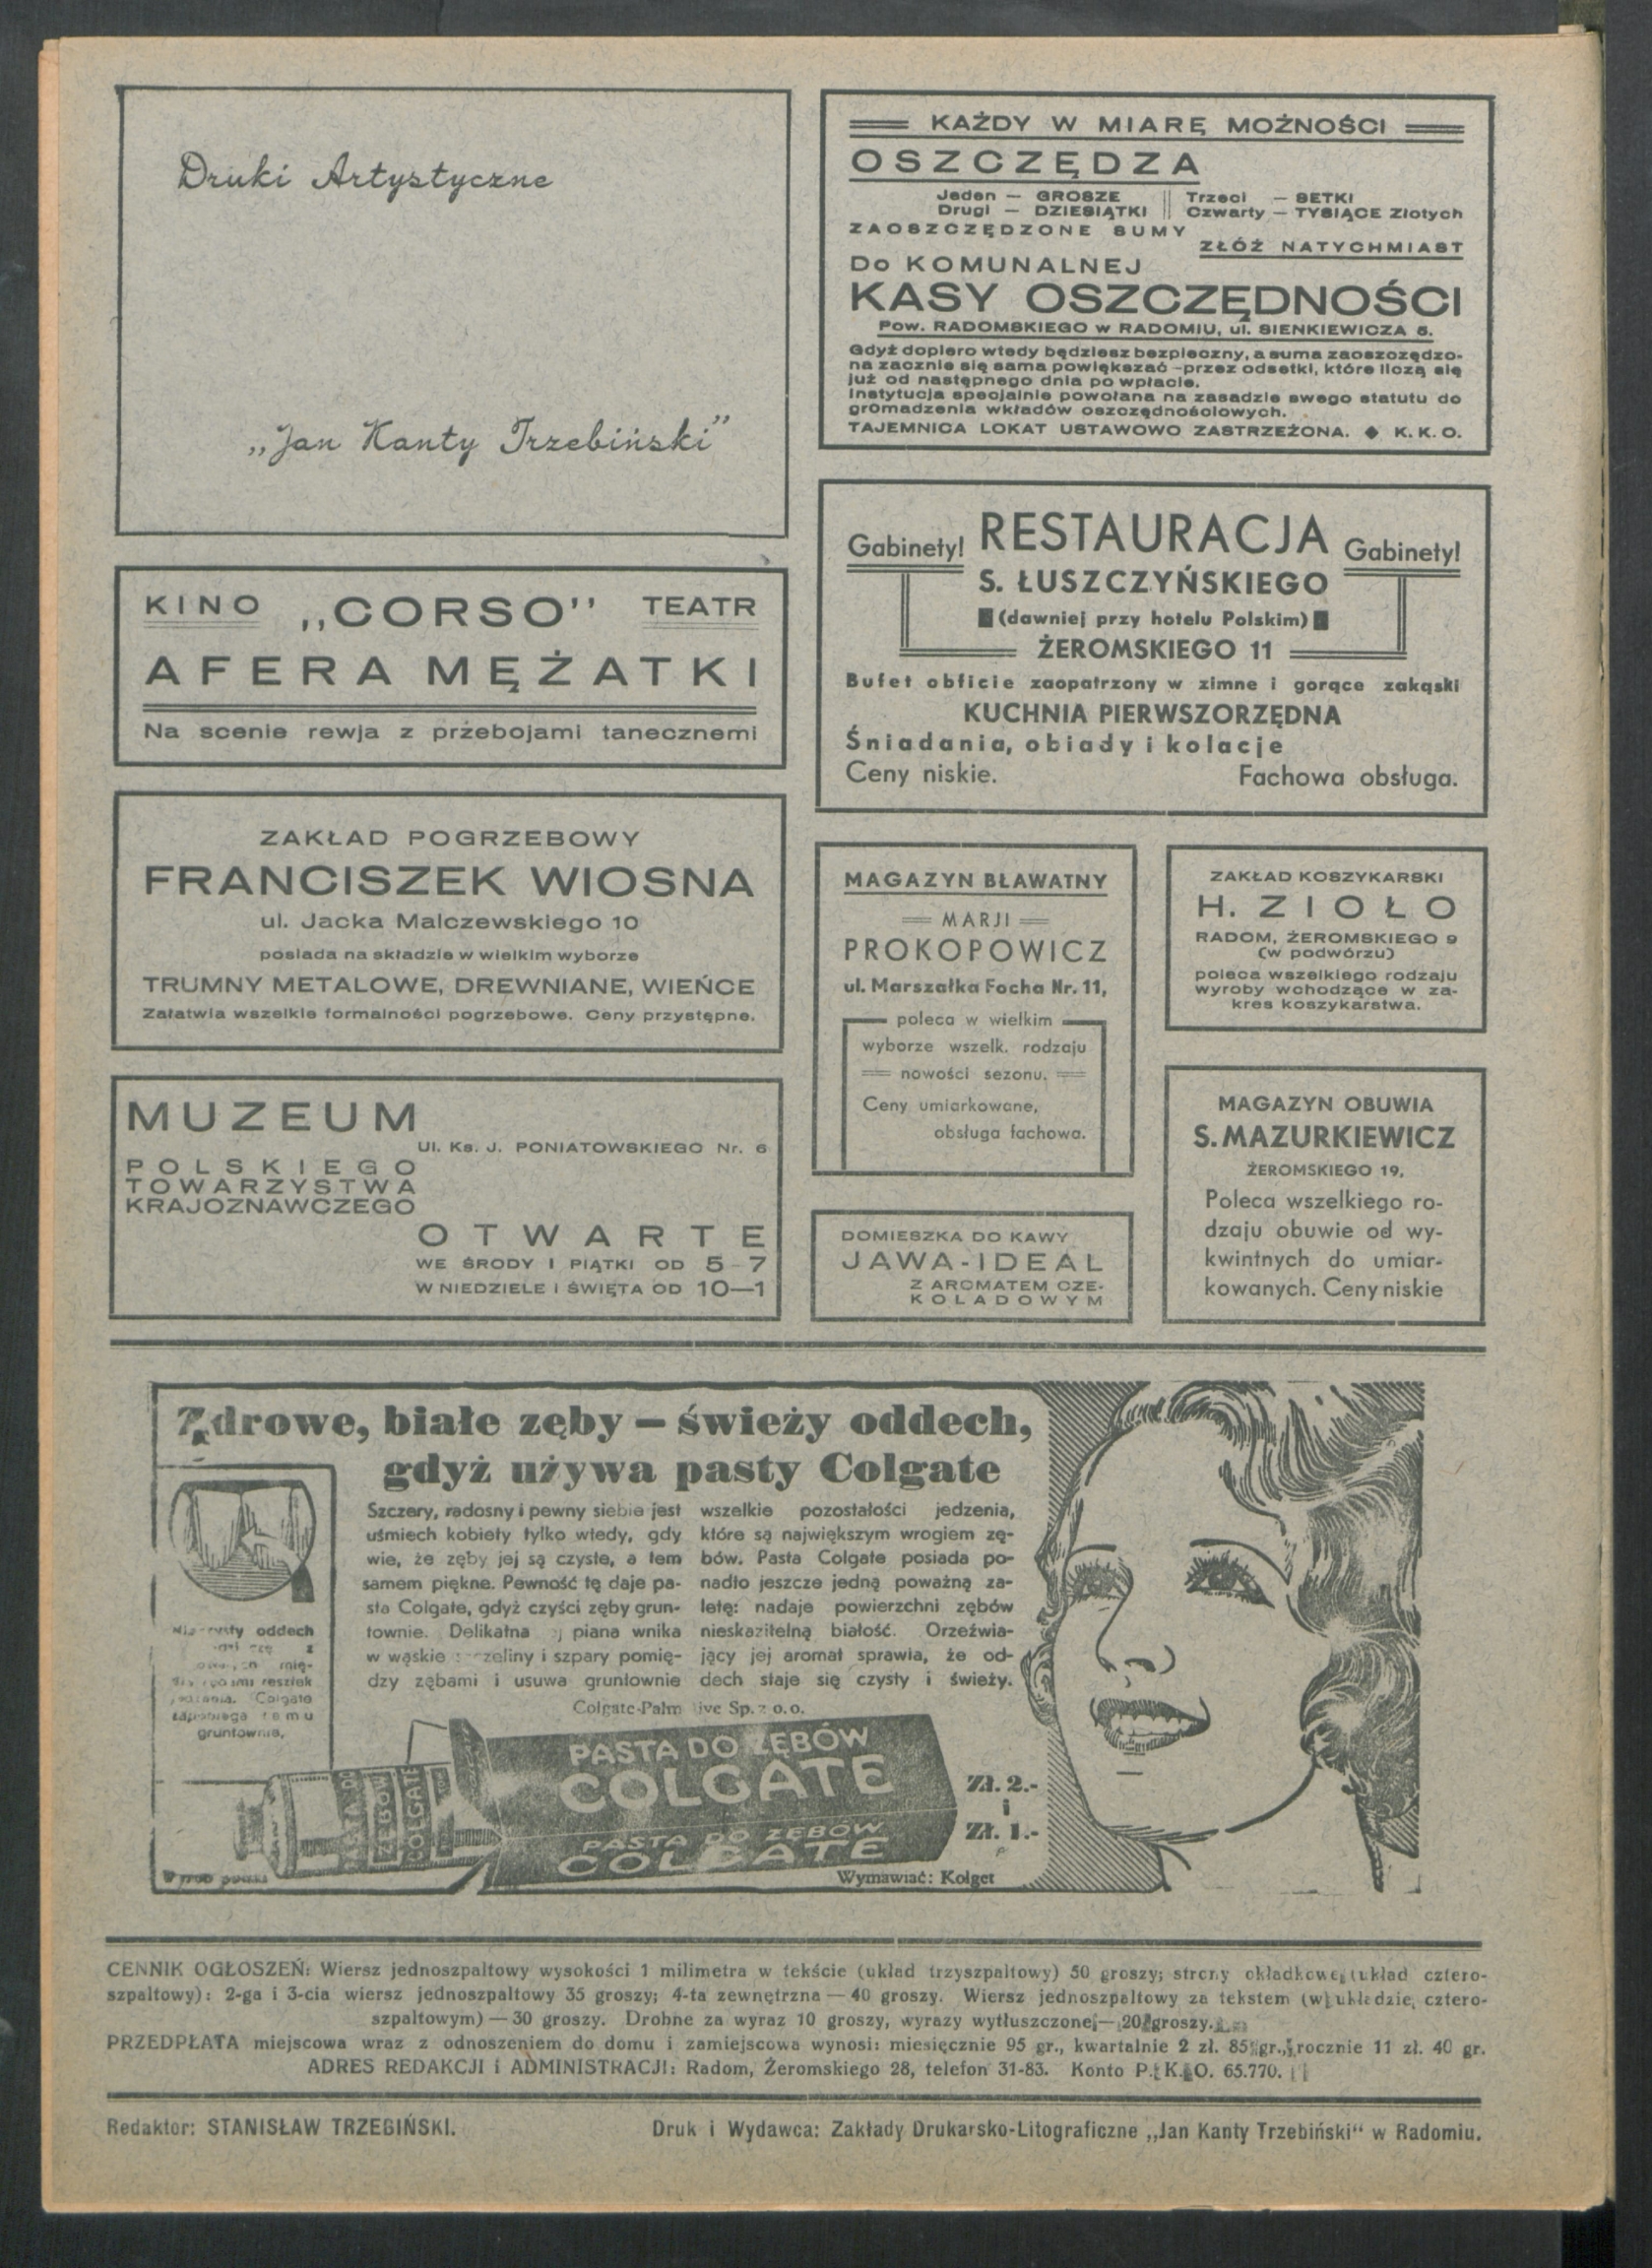 Druki Artystyczne
„Jan Kanty Trzebiński”
KINO „CORSO” TEATR
AFERA MĘŻATKI
Na scenie rewja z przebojami tanecznemi
ZAKŁAD POGRZEBOWY
FRANCISZEK WIOSNA
ul. Jacka Malczewskiego 10
posiada na składzie w wielkim wyborze
TRUMNY METALOWE, DREWNIANE, WIEŃCE
Załatwia wszelkie formalności pogrzebowe. Ceny przystępne.
MUZEUM
Ul. Ks. J. PONIATOWSKIEGO Nr. 6
POLSKIEGO
TOWARZYSTWA
KRAJOZNAWCZEGO
OTWARTE
WE ŚRODY I PIĄTKI OD 5-7
W NIEDZIELE I ŚWIĘTA OD 10—1
KAŻDY W MIARĘ MOŻNOŚCI
OSZCZĘDZA
Jeden — GROSZE || Trzeci — SETKI
Drugi — DZIESIĄTKI || Czwarty — TYSIĄCE Złotych
ZAOSZCZĘDZONE SUMY
ZŁÓŻ NATYCHMIAST
Do KOMUNALNEJ
KASY OSZCZĘDNOŚCI
Pow. RADOMSKIEGO w RADOMIU, ul. SIENKIEWICZA 5.
Gdyż dopiero wtedy będziesz bezpieczny, a suma zaoszczędzo-
na zacznie się sama powiększać -przez odsetki, które liczą się
już od następnego dnia po wpłacie.
Instytucja specjalnie powołana na zasadzie swego statutu do
gromadzenia wkładów oszczędnościowych.
TAJEMNICA LOKAT USTAWOWO ZASTRZEŻONA. ◆ K. K. O.
Gabinety! RESTAURACJA Gabinety!
S. ŁUSZCZYŃSKIEGO
(dawniej przy hotelu Polskim)
ŻEROMSKIEGO 11
Bufet obficie zaopatrzony w zimne i gorące zakąski
KUCHNIA PIERWSZORZĘDNA
Śniadania, obiady i kolacje
Ceny niskie. Fachowa obsługa.
MAGAZYN BŁAWATNY
MARJI
PROKOPOWICZ
ul. Marszałka Focha Nr. 11,
poleca w wielkim
wyborze wszelk. rodzaju
nowości sezonu.
Ceny umiarkowane,
obsługa fachowa.
DOMIESZKA DO KAWY
JAWA-IDEAL
Z AROMATEM CZE-
KOLADOWYM
ZAKŁAD KOSZYKARSKI
H. ZIOŁO
RADOM, ŻEROMSKIEGO 9
(w podwórzu)
poleca wszelkiego rodzaju
wyroby wchodzące w za-
kres koszykarstwa.
MAGAZYN OBUWIA
S. MAZURKIEWICZ
ŻEROMSKIEGO 19,
Poleca wszelkiego ro-
dzaju obuwie od wy-
kwintnych do umiar-
kowanych. Ceny niskie
Zdrowe, białe zęby — świeży oddech,
gdyż używa pasty Colgate
oddech
z
mię-
resztek
Colgate
zapobiega temu
gruntownie,
Szczery, radosny i pewny siebie jest
uśmiech kobiety tylko wtedy, gdy
wie, że zęby jej są czyste, a tem
samem piękne. Pewność tę daje pa-
sta Colgate, gdyż czyści zęby grun-
townie. Delikatna piana wnika
w wąskie szczeliny i szpary pomię-
dzy zębami i usuwa gruntownie
wszelkie pozostałości jedzenia,
które są największym wrogiem zę-
bów. Pasta Colgate posiada po-
nadto jeszcze jedną poważną za-
letę: nadaje powierzchni zębów
nieskazitelną białość. Orzeźwia-
jący jej aromat sprawia, że od-
dech staje się czysty i świeży.
Colgate-Palmolive Sp. z o. o.
PASTA DO ZĘBÓW
COLGATE
PASTA DO ZĘBÓW
COLGATE
ZĘBÓW
COLGATE
Zł. 2.-
i
Zł. 1.-
Wymawiać: Kolget
CENNIK OGŁOSZEŃ: Wiersz jednoszpaltowy wysokości 1 milimetra w tekście (układ trzyszpaltowy) 50 groszy; strony okładkowe (układ cztero-
szpaltowy): 2-ga i 3-cia wiersz jednoszpaltowy 35 groszy; 4-ta zewnętrzna — 40 groszy. Wiersz jednoszpaltowy za tekstem (w układzie cztero-
szpaltowym) — 30 groszy. Drobne za wyraz 10 groszy, wyrazy wytłuszczone — 20 groszy.
PRZEDPŁATA miejscowa wraz z odnoszeniem do domu i zamiejscowa wynosi: miesięcznie 95 gr., kwartalnie 2 zł. 85 gr., rocznie 11 zł. 40 gr.
ADRES REDAKCJI i ADMINISTRACJI: Radom, Żeromskiego 28, telefon 31-83. Konto P. K. O. 65.770.
Redaktor: STANISŁAW TRZEBIŃSKI. Druk i Wydawca: Zakłady Drukarsko-Litograficzne „Jan Kanty Trzebiński“ w Radomiu.